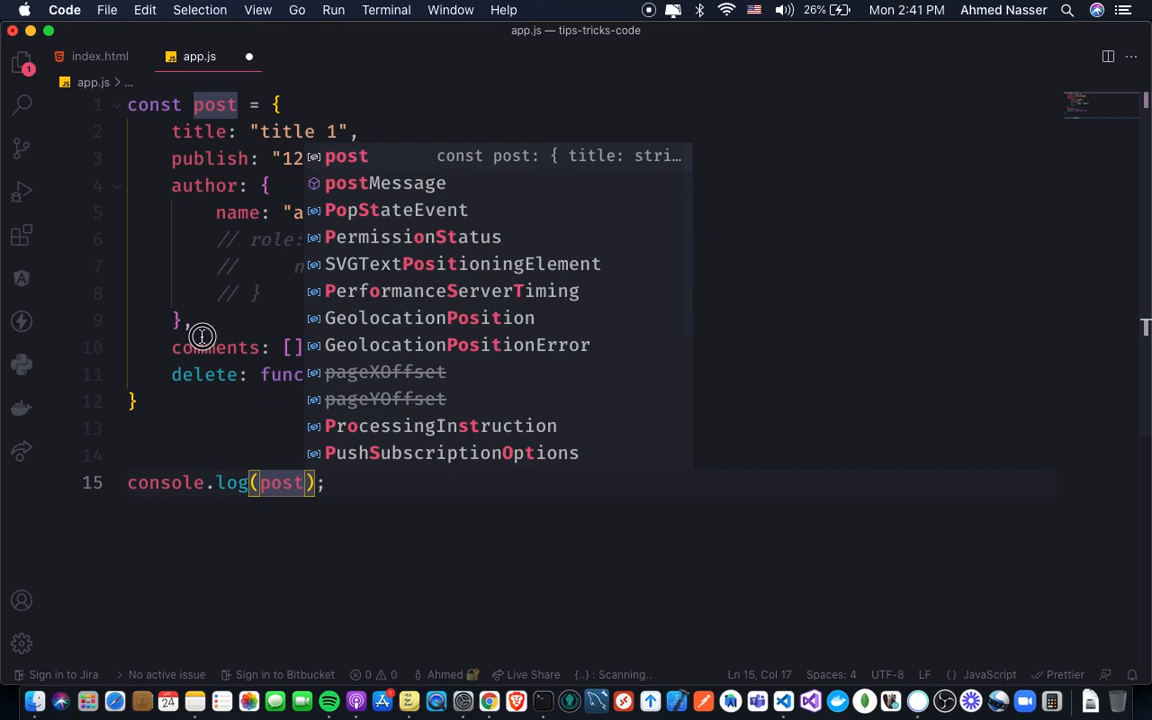 Code File Edit Selection View Go Run Terminal Window Help 26% Mon 2:41 PM Ahmed Nasser
app.js — tips-tricks-code
1 index.html app.js
app.js > ...
1 const post = {
2 title: "title 1",
3 publish: "12
4 author: {
5 name: "a
6 // role:
7 // n
8 // }
9 },
10 comments: []
11 delete: func
12 }
13
14
15 console.log(post);
post const post: { title: stri...
postMessage
PopStateEvent
PermissionStatus
SVGTextPositioningElement
PerformanceServerTiming
GeolocationPosition
GeolocationPositionError
pageXOffset
pageYOffset
ProcessingInstruction
PushSubscriptionOptions
Sign in to Jira No active issue Sign in to Bitbucket 0 0 Ahmed Live Share {..} : Scanning.. Ln 15, Col 17 Spaces: 4 UTF-8 LF {} JavaScript Prettier
24